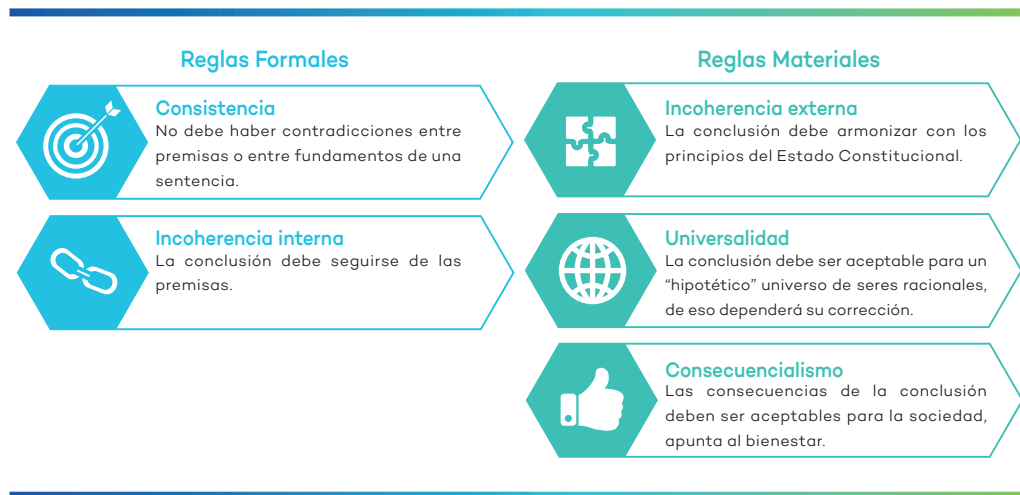 Reglas Formales
Consistencia
No debe haber contradicciones entre
premisas o entre fundamentos de una
sentencia.
Incoherencia interna
La conclusión debe seguirse de las
premisas.
Reglas Materiales
Incoherencia externa
La conclusión debe armonizar con los
principios del Estado Constitucional.
Universalidad
La conclusión debe ser aceptable para un
“hipotético” universo de seres racionales,
de eso dependerá su corrección.
Consecuencialismo
Las consecuencias de la conclusión
deben ser aceptables para la sociedad,
apunta al bienestar.